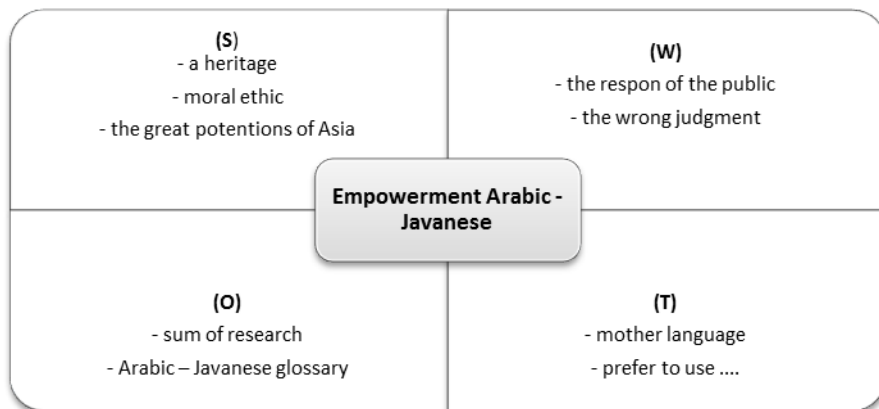 (S)
- a heritage
- moral ethic
- the great potentions of Asia
(W)
- the respon of the public
- the wrong judgment
Empowerment Arabic -
Javanese
(O)
- sum of research
- Arabic – Javanese glossary
(T)
- mother language
- prefer to use ....